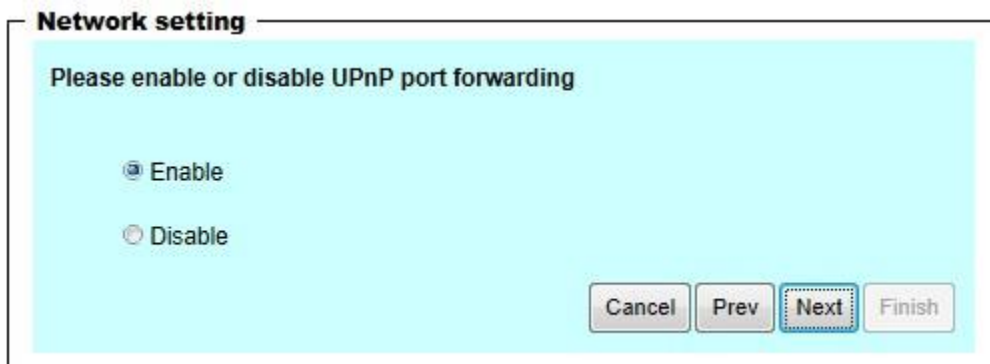 Network setting
Please enable or disable UPnP port forwarding
Enable
Disable
Cancel Prev Next Finish